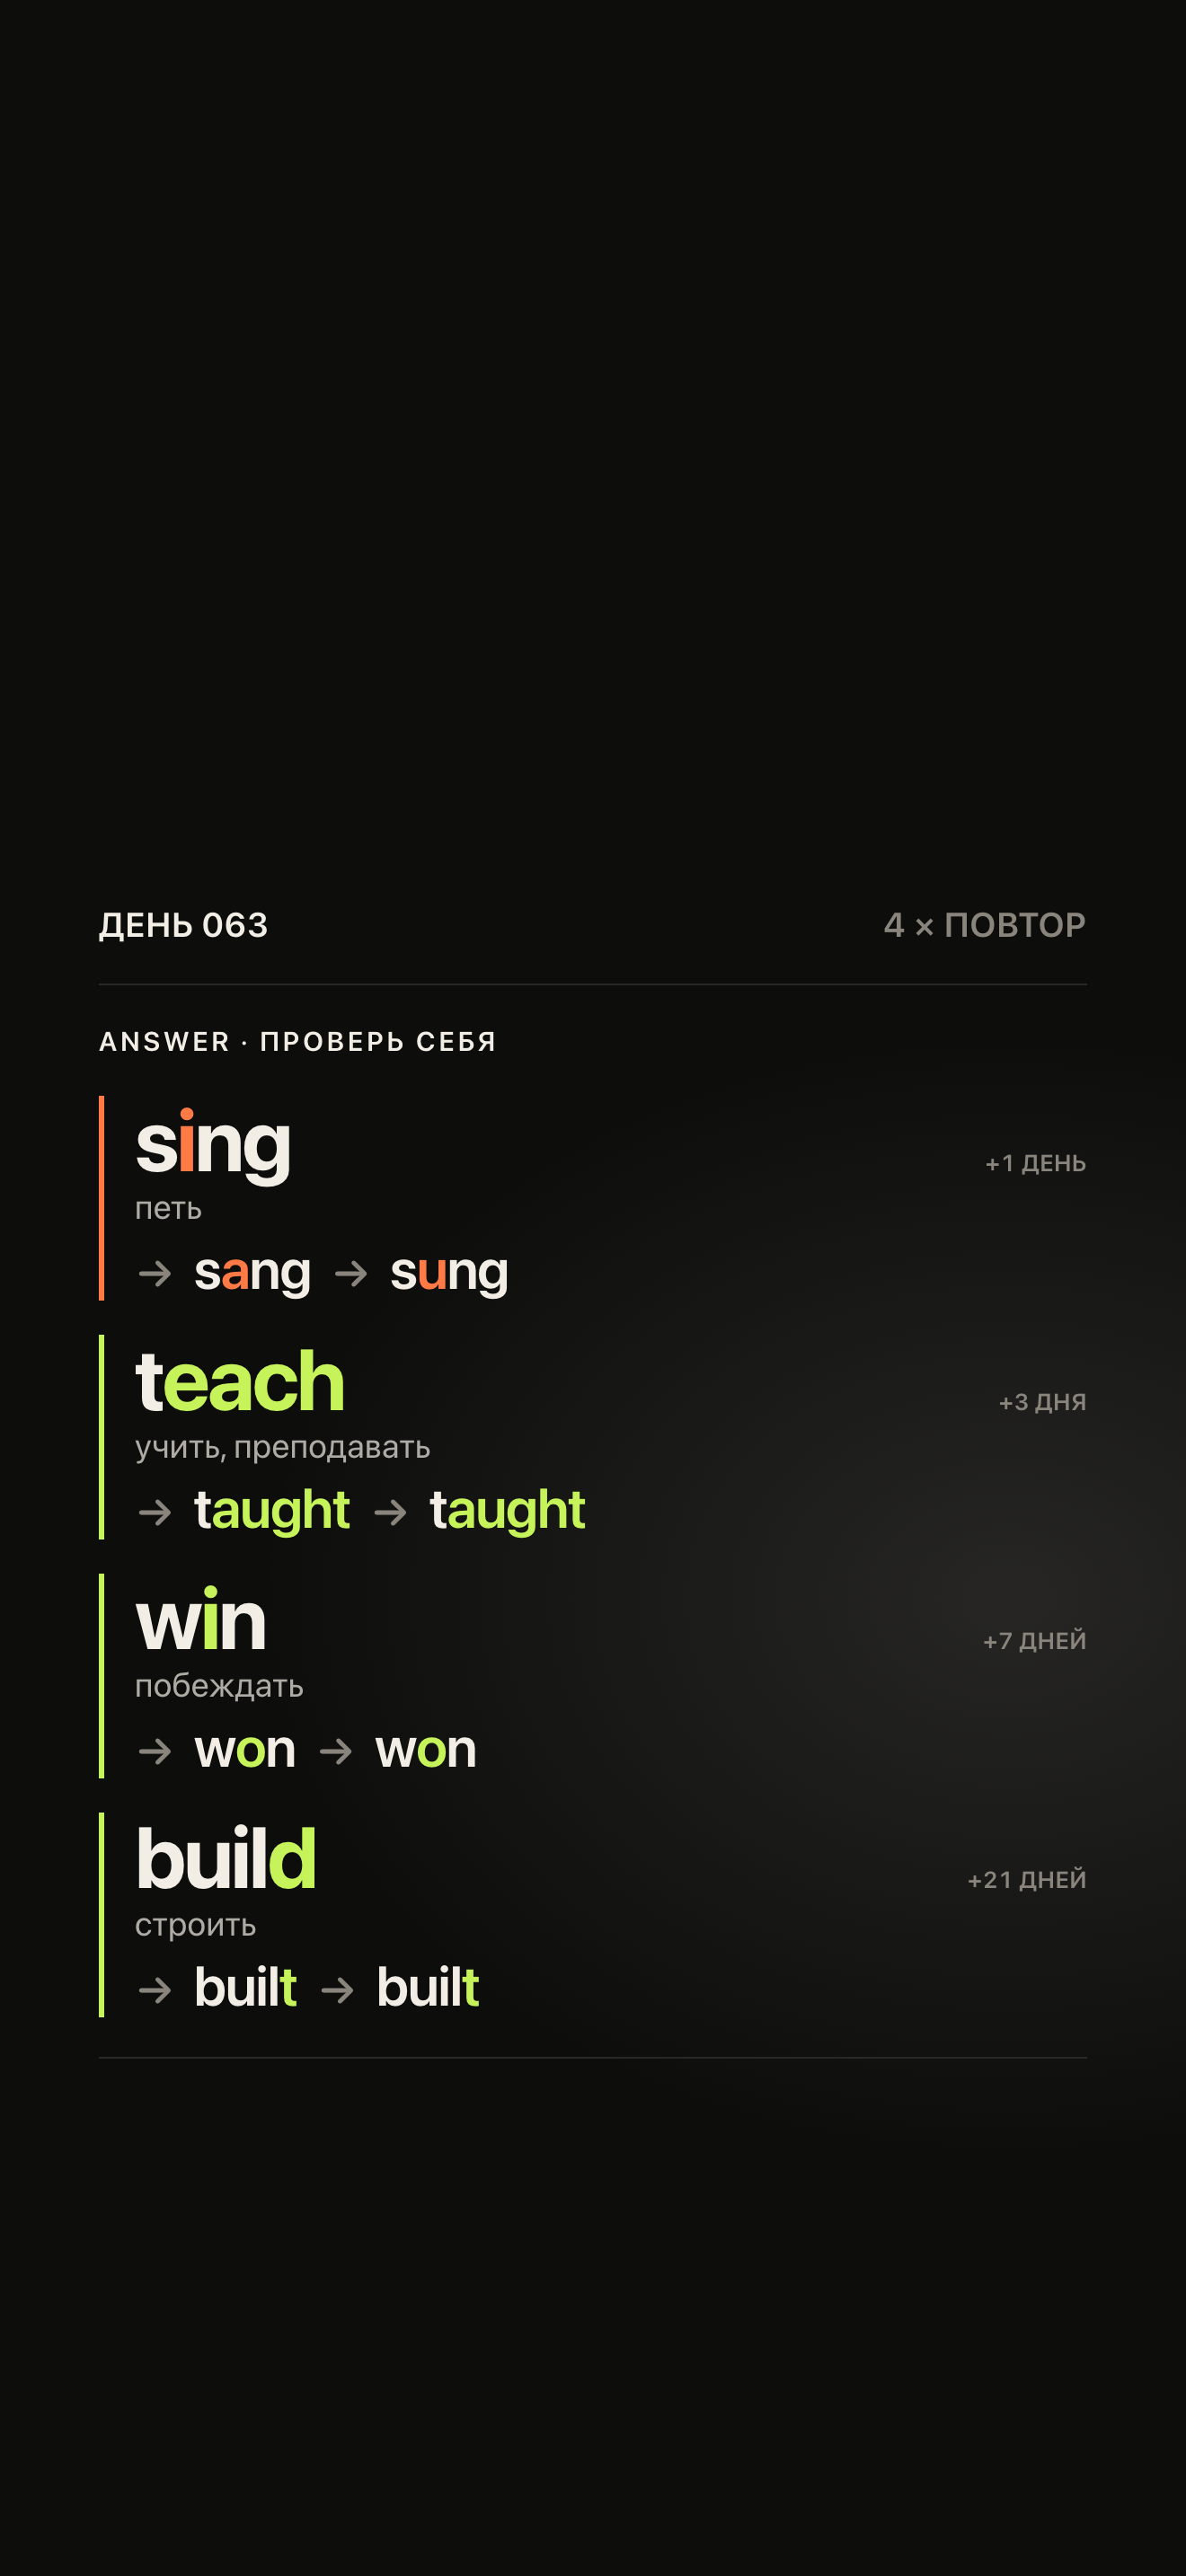 ДЕНЬ 063
4 × ПОВТОР
ANSWER · ПРОВЕРЬ СЕБЯ
sing
+1 ДЕНЬ
петь
→ sang → sung
teach
+3 ДНЯ
учить, преподавать
→ taught → taught
win
+7 ДНЕЙ
побеждать
→ won → won
build
+21 ДНЕЙ
строить
→ built → built